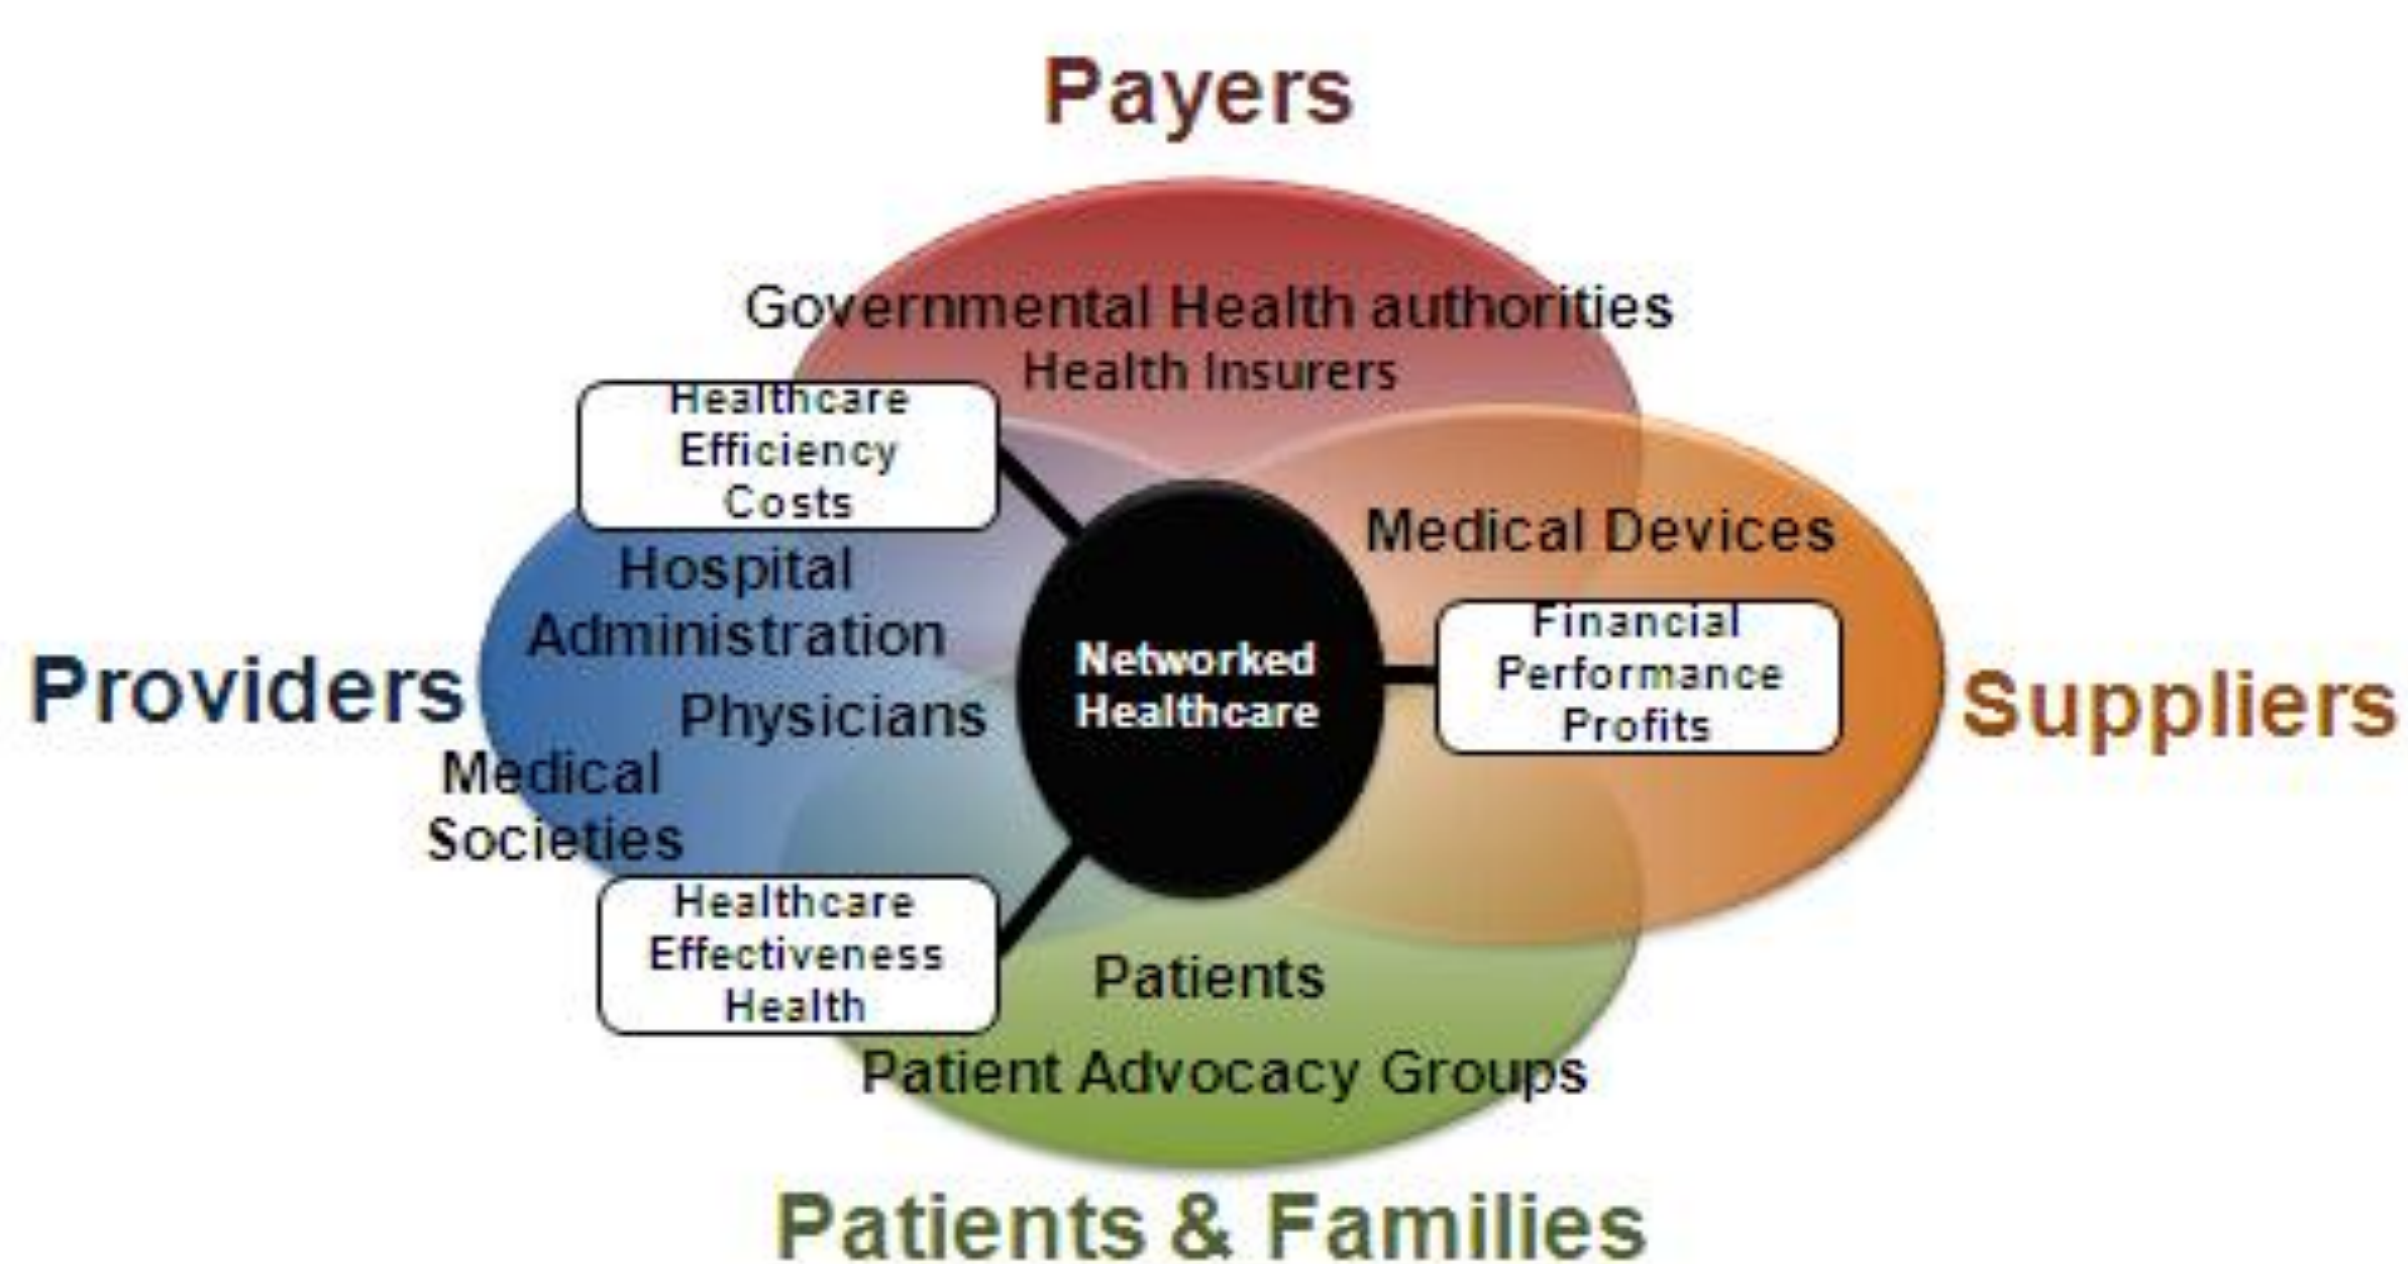 Payers
Governmental Health authorities
Health Insurers
Healthcare
Efficiency
Costs
Medical Devices
Hospital
Administration
Providers
Physicians
Networked
Healthcare
Financial
Performance
Profits
Suppliers
Medical
Societies
Healthcare
Effectiveness
Health
Patients
Patient Advocacy Groups
Patients & Families